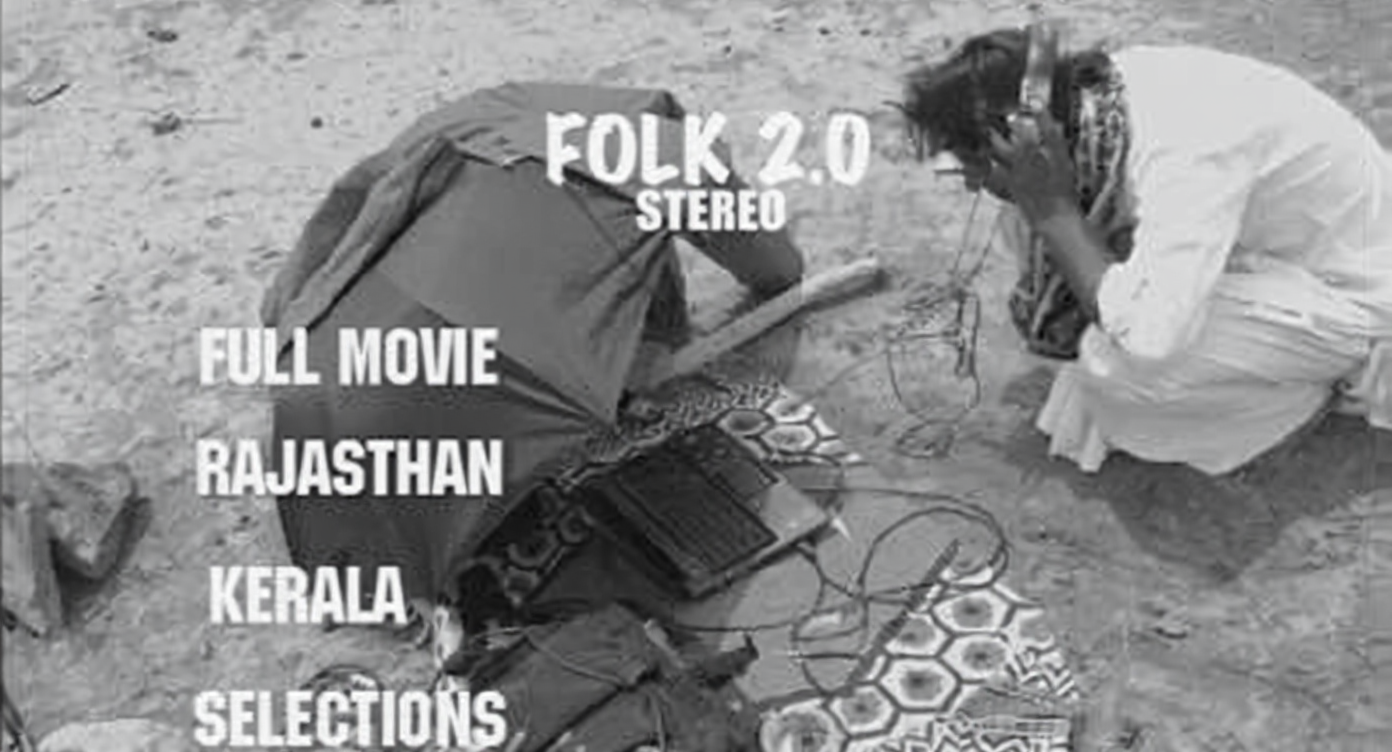 FOLK 2.0
STEREO
FULL MOVIE
RAJASTHAN
KERALA
SELECTIONS